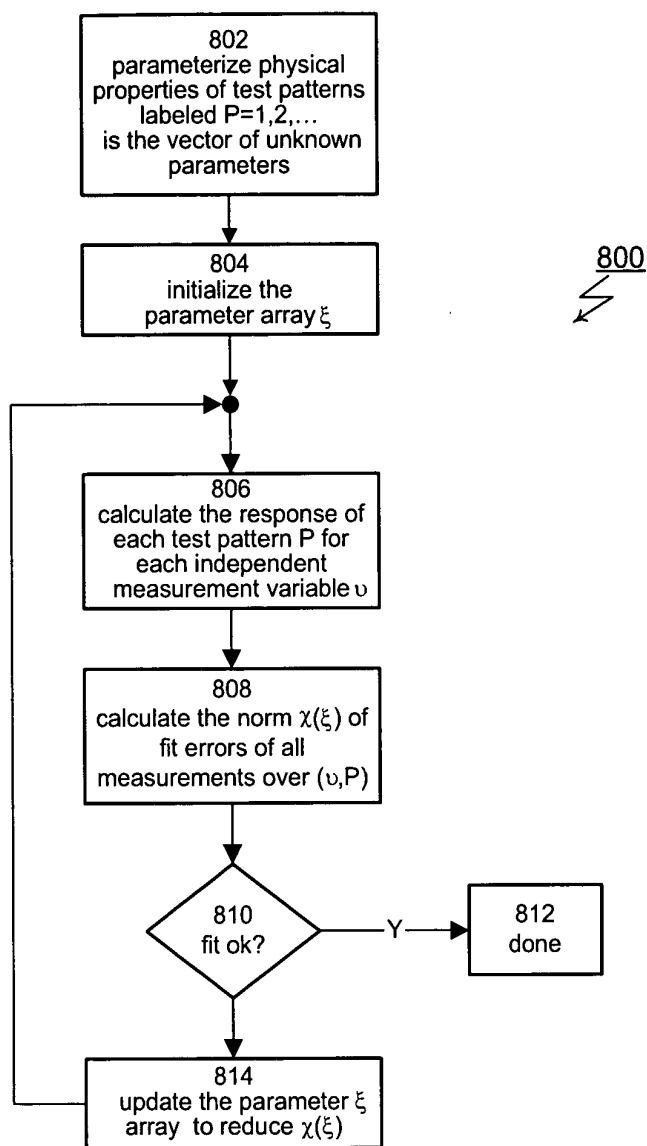 802
parameterize physical
properties of test patterns
labeled P=1,2,...
is the vector of unknown
parameters
804
initialize the
parameter array ξ
800
806
calculate the response of
each test pattern P for
each independent
measurement variable υ
808
calculate the norm χ(ξ) of
fit errors of all
measurements over (υ,P)
810
fit ok?
Y
812
done
814
update the parameter ξ
array to reduce χ(ξ)